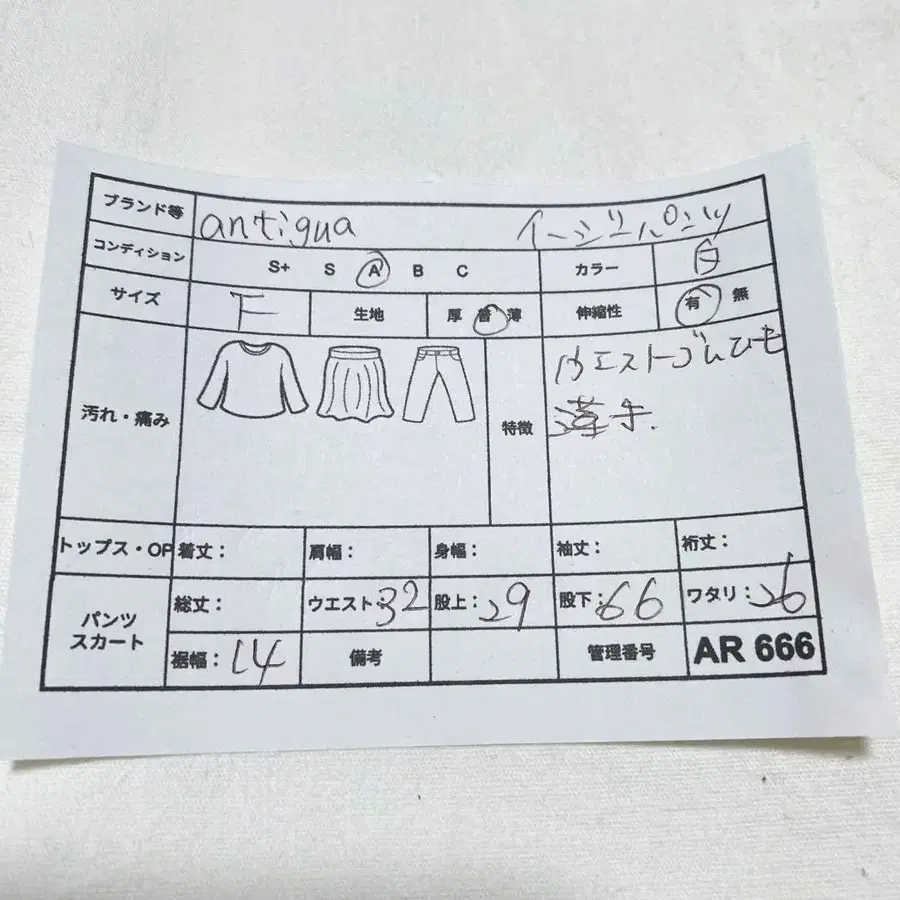 ブランド等 antigua イージーパンツ
コンディション S+ S A B C カラー 白
サイズ F 生地 厚 普 薄 伸縮性 有 無
汚れ・痛み 特徴 ウエストゴムひも
薄手.
トップス・OP 着丈: 肩幅: 身幅: 袖丈: 裄丈:
パンツ
スカート
総丈: ウエスト:32 股上:29 股下:66 ワタリ:26
裾幅:14 備考 管理番号 AR 666